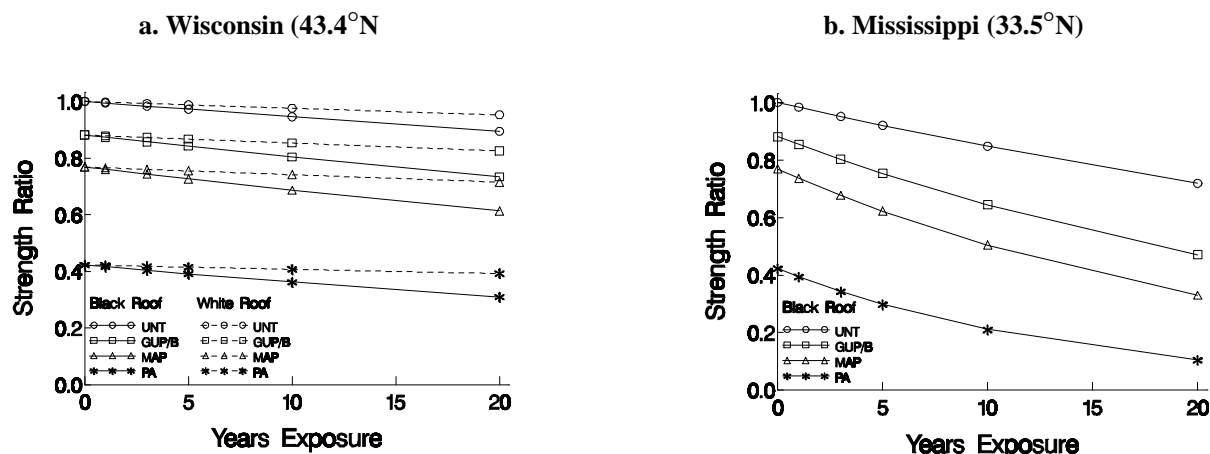 a. Wisconsin (43.4°N
1.0
0.8
0.6
0.4
0.2
0.0
Strength Ratio
Black Roof
UNT
GUP/B
MAP
PA
White Roof
UNT
GUP/B
MAP
PA
0 5 10 15 20
Years Exposure
b. Mississippi (33.5°N)
1.0
0.8
0.6
0.4
0.2
0.0
Strength Ratio
Black Roof
UNT
GUP/B
MAP
PA
0 5 10 15 20
Years Exposure